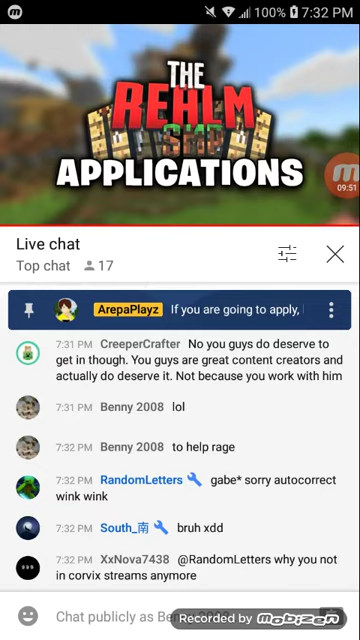 100% 7:32 PM
THE
REHLM
SMP
APPLICATIONS
09:51
Live chat
Top chat 17
ArepaPlayz If you are going to apply,
7:31 PM CreeperCrafter No you guys do deserve to
get in though. You guys are great content creators and
actually do deserve it. Not because you work with him
7:31 PM Benny 2008 lol
7:32 PM Benny 2008 to help rage
7:32 PM RandomLetters gabe* sorry autocorrect
wink wink
7:32 PM South_南 bruh xdd
999
7:32 PM XxNova7438 @RandomLetters why you not
in corvix streams anymore
Chat publicly as Benny 2008...
Recorded by Mobizen